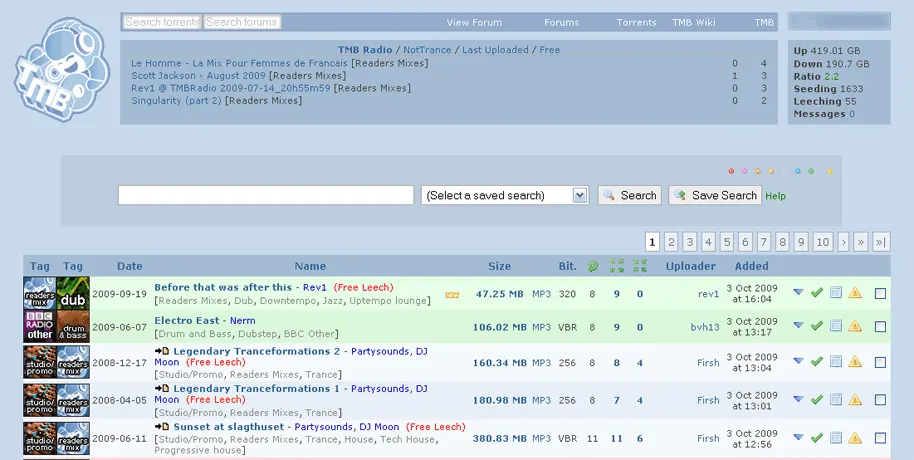 Search torrents Search forums View Forum Forums Torrents TMB Wiki TMB
TMB
TMB Radio / NotTrance / Last Uploaded / Free
Le Homme - La Mix Pour Femmes de Francais [Readers Mixes] 0 4
Scott Jackson - August 2009 [Readers Mixes] 1 3
Rev1 @ TMBRadio 2009-07-14_20h55m59 [Readers Mixes] 0 3
Singularity (part 2) [Readers Mixes] 0 2
Up 419.01 GB
Down 190.7 GB
Ratio 2.2
Seeding 1633
Leeching 55
Messages 0
(Select a saved search) Search Save Search Help
1 2 3 4 5 6 7 8 9 10 › » »|
Tag Tag Date Name Size Bit. Uploader Added
readers mix dub 2009-09-19 Before that was after this - Rev1 (Free Leech) 47.25 MB MP3 320 8 9 0 rev1 3 Oct 2009
[Readers Mixes, Dub, Downtempo, Jazz, Uptempo lounge] at 16:04
BBC RADIO other drum & bass 2009-06-07 Electro East - Nerm 106.02 MB MP3 VBR 8 9 0 bvh13 3 Oct 2009
[Drum and Bass, Dubstep, BBC Other] at 13:17
studio/promo readers mix 2008-12-17 Legendary Tranceformations 2 - Partysounds, DJ 160.34 MB MP3 256 8 8 4 Firsh 3 Oct 2009
Moon (Free Leech) at 13:04
[Studio/Promo, Readers Mixes, Trance]
studio/promo readers mix 2008-04-05 Legendary Tranceformations 1 - Partysounds, DJ 180.98 MB MP3 256 8 7 4 Firsh 3 Oct 2009
Moon (Free Leech) at 13:01
[Studio/Promo, Readers Mixes, Trance]
studio/promo readers mix 2009-06-11 Sunset at slagthuset - Partysounds, DJ Moon (Free Leech) 380.83 MB MP3 VBR 11 11 6 Firsh 3 Oct 2009
[Studio/Promo, Readers Mixes, Trance, House, Tech House, at 12:56
Progressive house]